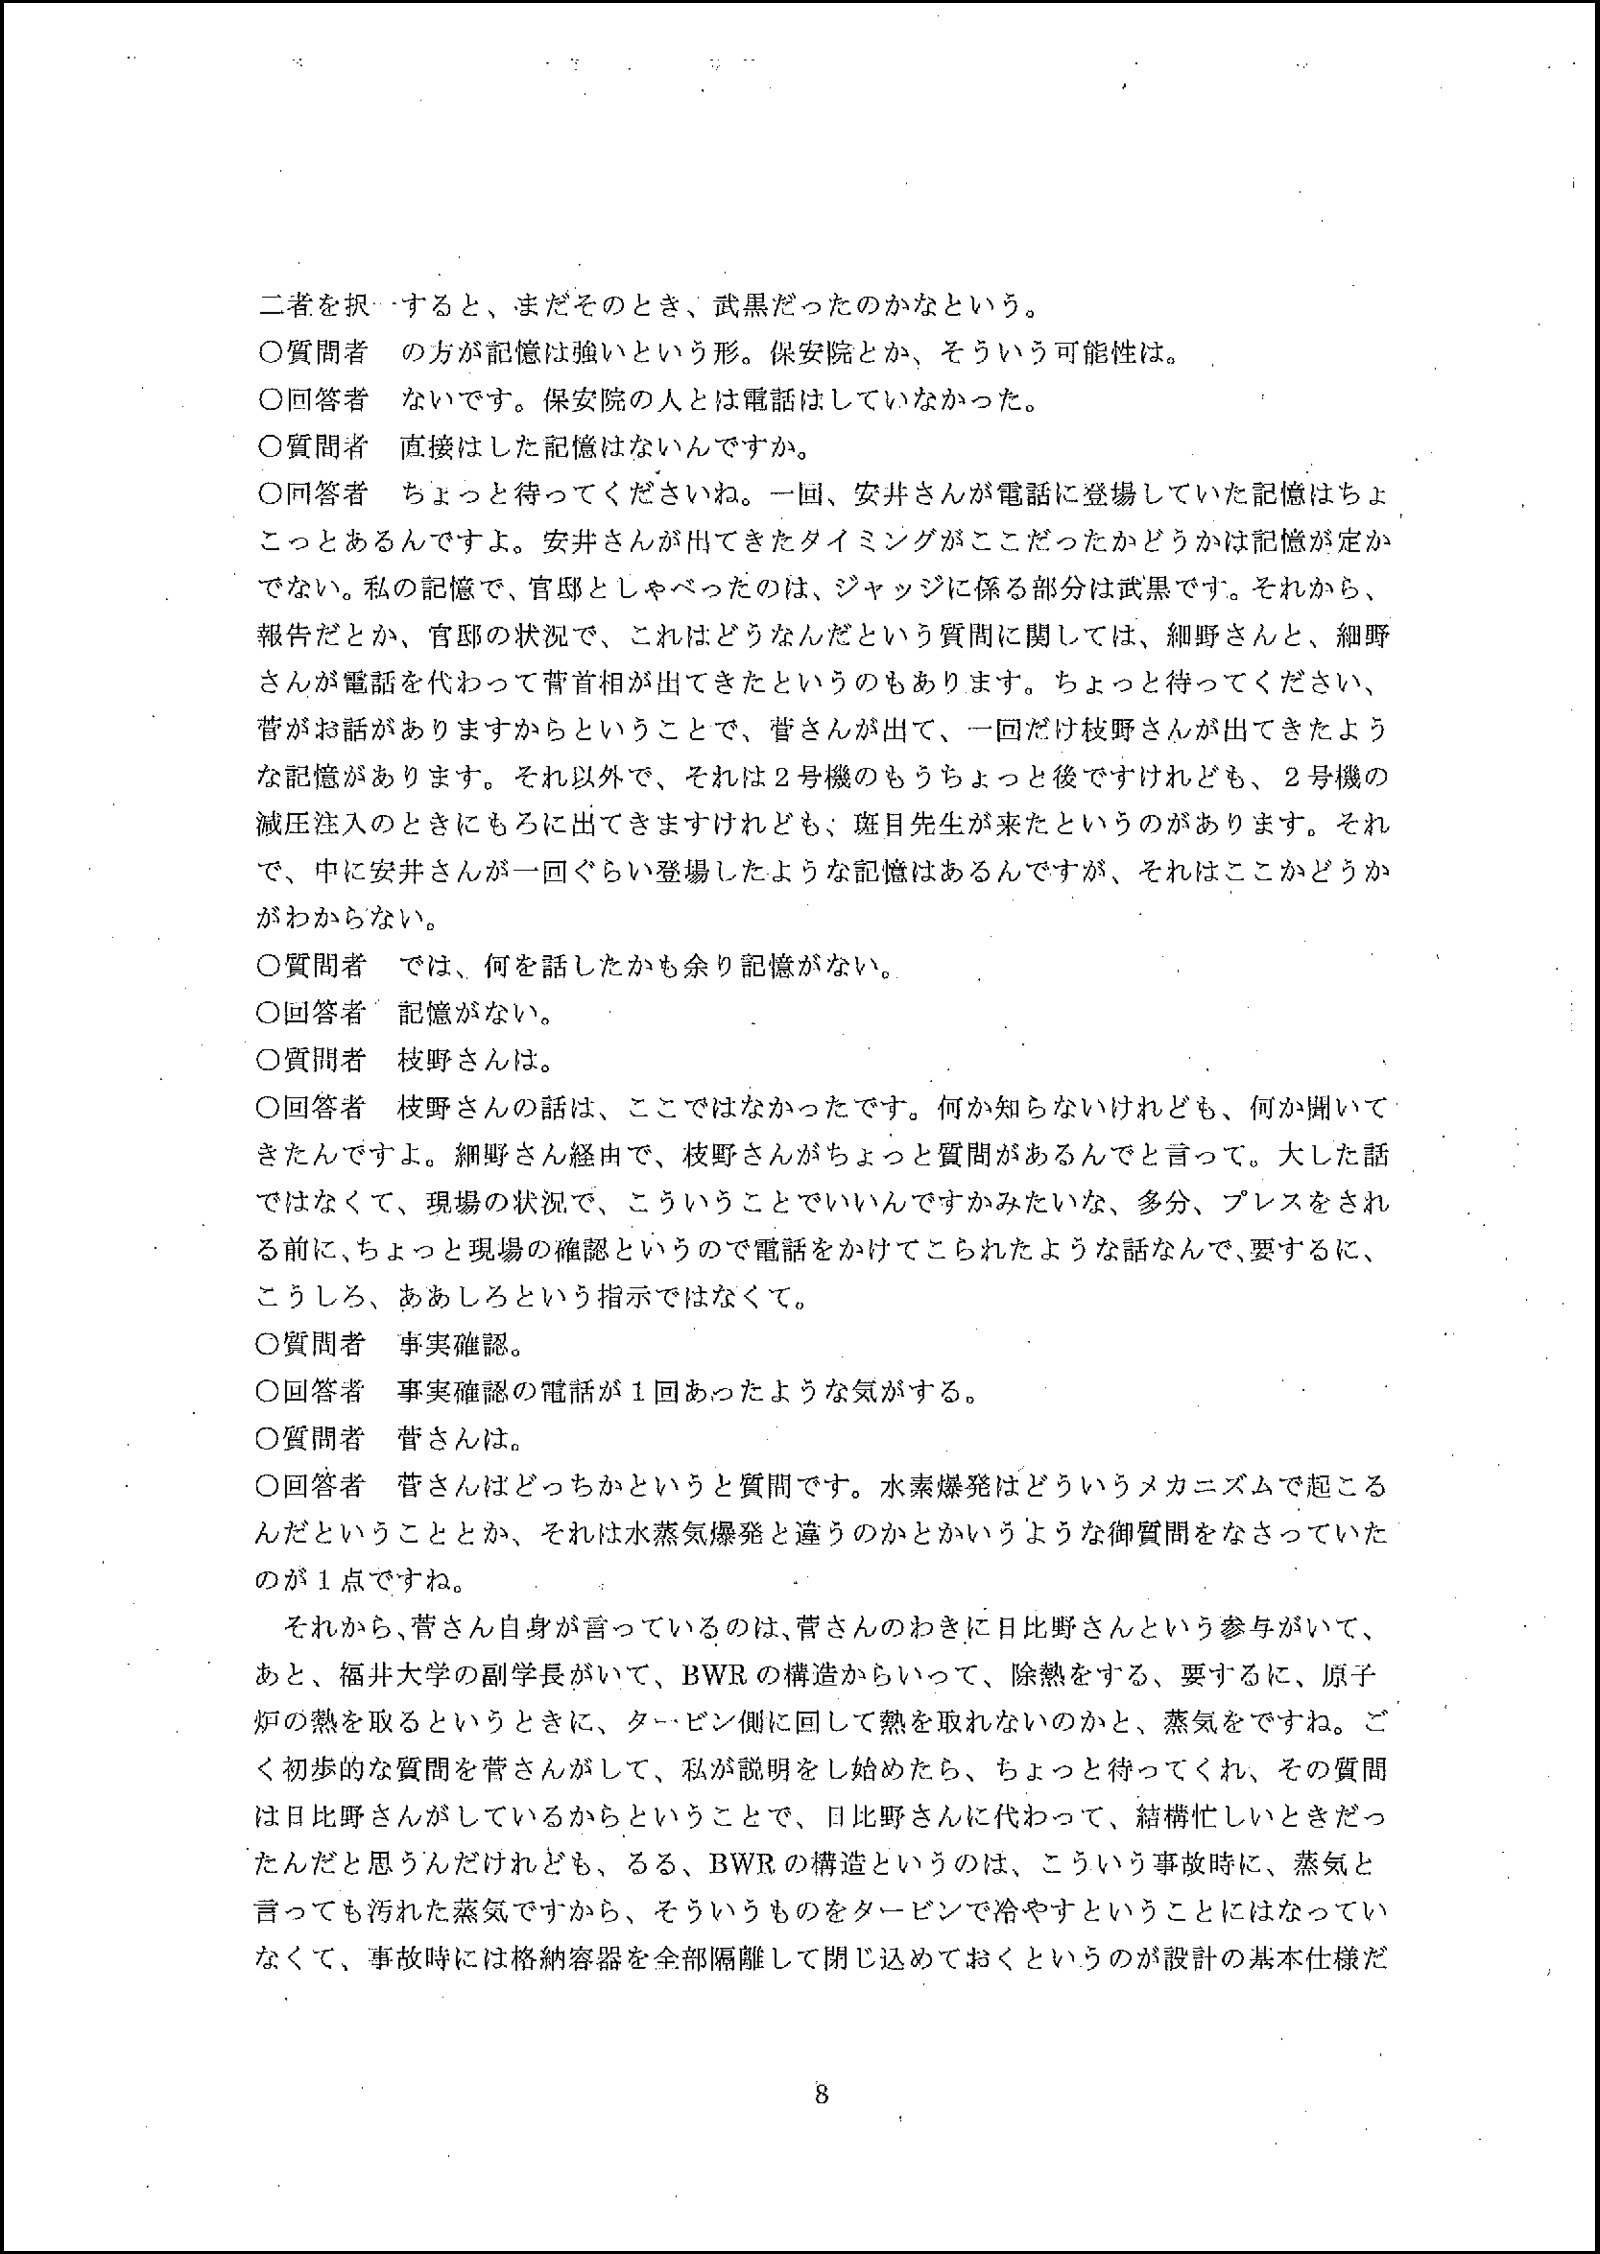 二者を択一すると、まだそのとき、武黒だったのかなという。
○質問者　の方が記憶は強いという形。保安院とか、そういう可能性は。
○回答者　ないです。保安院の人とは電話はしていなかった。
○質問者　直接はした記憶はないんですか。
○回答者　ちょっと待ってくださいね。一回、安井さんが電話に登場していた記憶はちょ
こっとあるんですよ。安井さんが出てきたタイミングがここだったかどうかは記憶が定か
でない。私の記憶で、官邸としゃべったのは、ジャッジに係る部分は武黒です。それから、
報告だとか、官邸の状況で、これはどうなんだという質問に関しては、細野さんと、細野
さんが電話を代わって菅首相が出てきたというのもあります。ちょっと待ってください、
菅がお話がありますからということで、菅さんが出て、一回だけ枝野さんが出てきたよう
な記憶があります。それ以外で、それは２号機のもうちょっと後ですけれども、２号機の
減圧注入のときにもろに出てきますけれども、斑目先生が来たというのがあります。それ
で、中に安井さんが一回ぐらい登場したような記憶はあるんですが、それはここかどうか
がわからない。
○質問者　では、何を話したかも余り記憶がない。
○回答者　記憶がない。
○質問者　枝野さんは。
○回答者　枝野さんの話は、ここではなかったです。何か知らないけれども、何か聞いて
きたんですよ。細野さん経由で、枝野さんがちょっと質問があるんでと言って。大した話
ではなくて、現場の状況で、こういうことでいいんですかみたいな、多分、プレスをされ
る前に、ちょっと現場の確認というので電話をかけてこられたような話なんで、要するに、
こうしろ、ああしろという指示ではなくて。
○質問者　事実確認。
○回答者　事実確認の電話が１回あったような気がする。
○質問者　菅さんは。
○回答者　菅さんはどっちかというと質問です。水素爆発はどういうメカニズムで起こる
んだということとか、それは水蒸気爆発と違うのかとかいうような御質問をなさっていた
のが１点ですね。
　それから、菅さん自身が言っているのは、菅さんのわきに日比野さんという参与がいて、
あと、福井大学の副学長がいて、BWR の構造からいって、除熱をする、要するに、原子
炉の熱を取るというときに、タービン側に回して熱を取れないのかと、蒸気をですね。ご
く初歩的な質問を菅さんがして、私が説明をし始めたら、ちょっと待ってくれ、その質問
は日比野さんがしているからということで、日比野さんに代わって、結構忙しいときだっ
たんだと思うんだけれども、るる、BWR の構造というのは、こういう事故時に、蒸気と
言っても汚れた蒸気ですから、そういうものをタービンで冷やすということにはなってい
なくて、事故時には格納容器を全部隔離して閉じ込めておくというのが設計の基本仕様だ
8